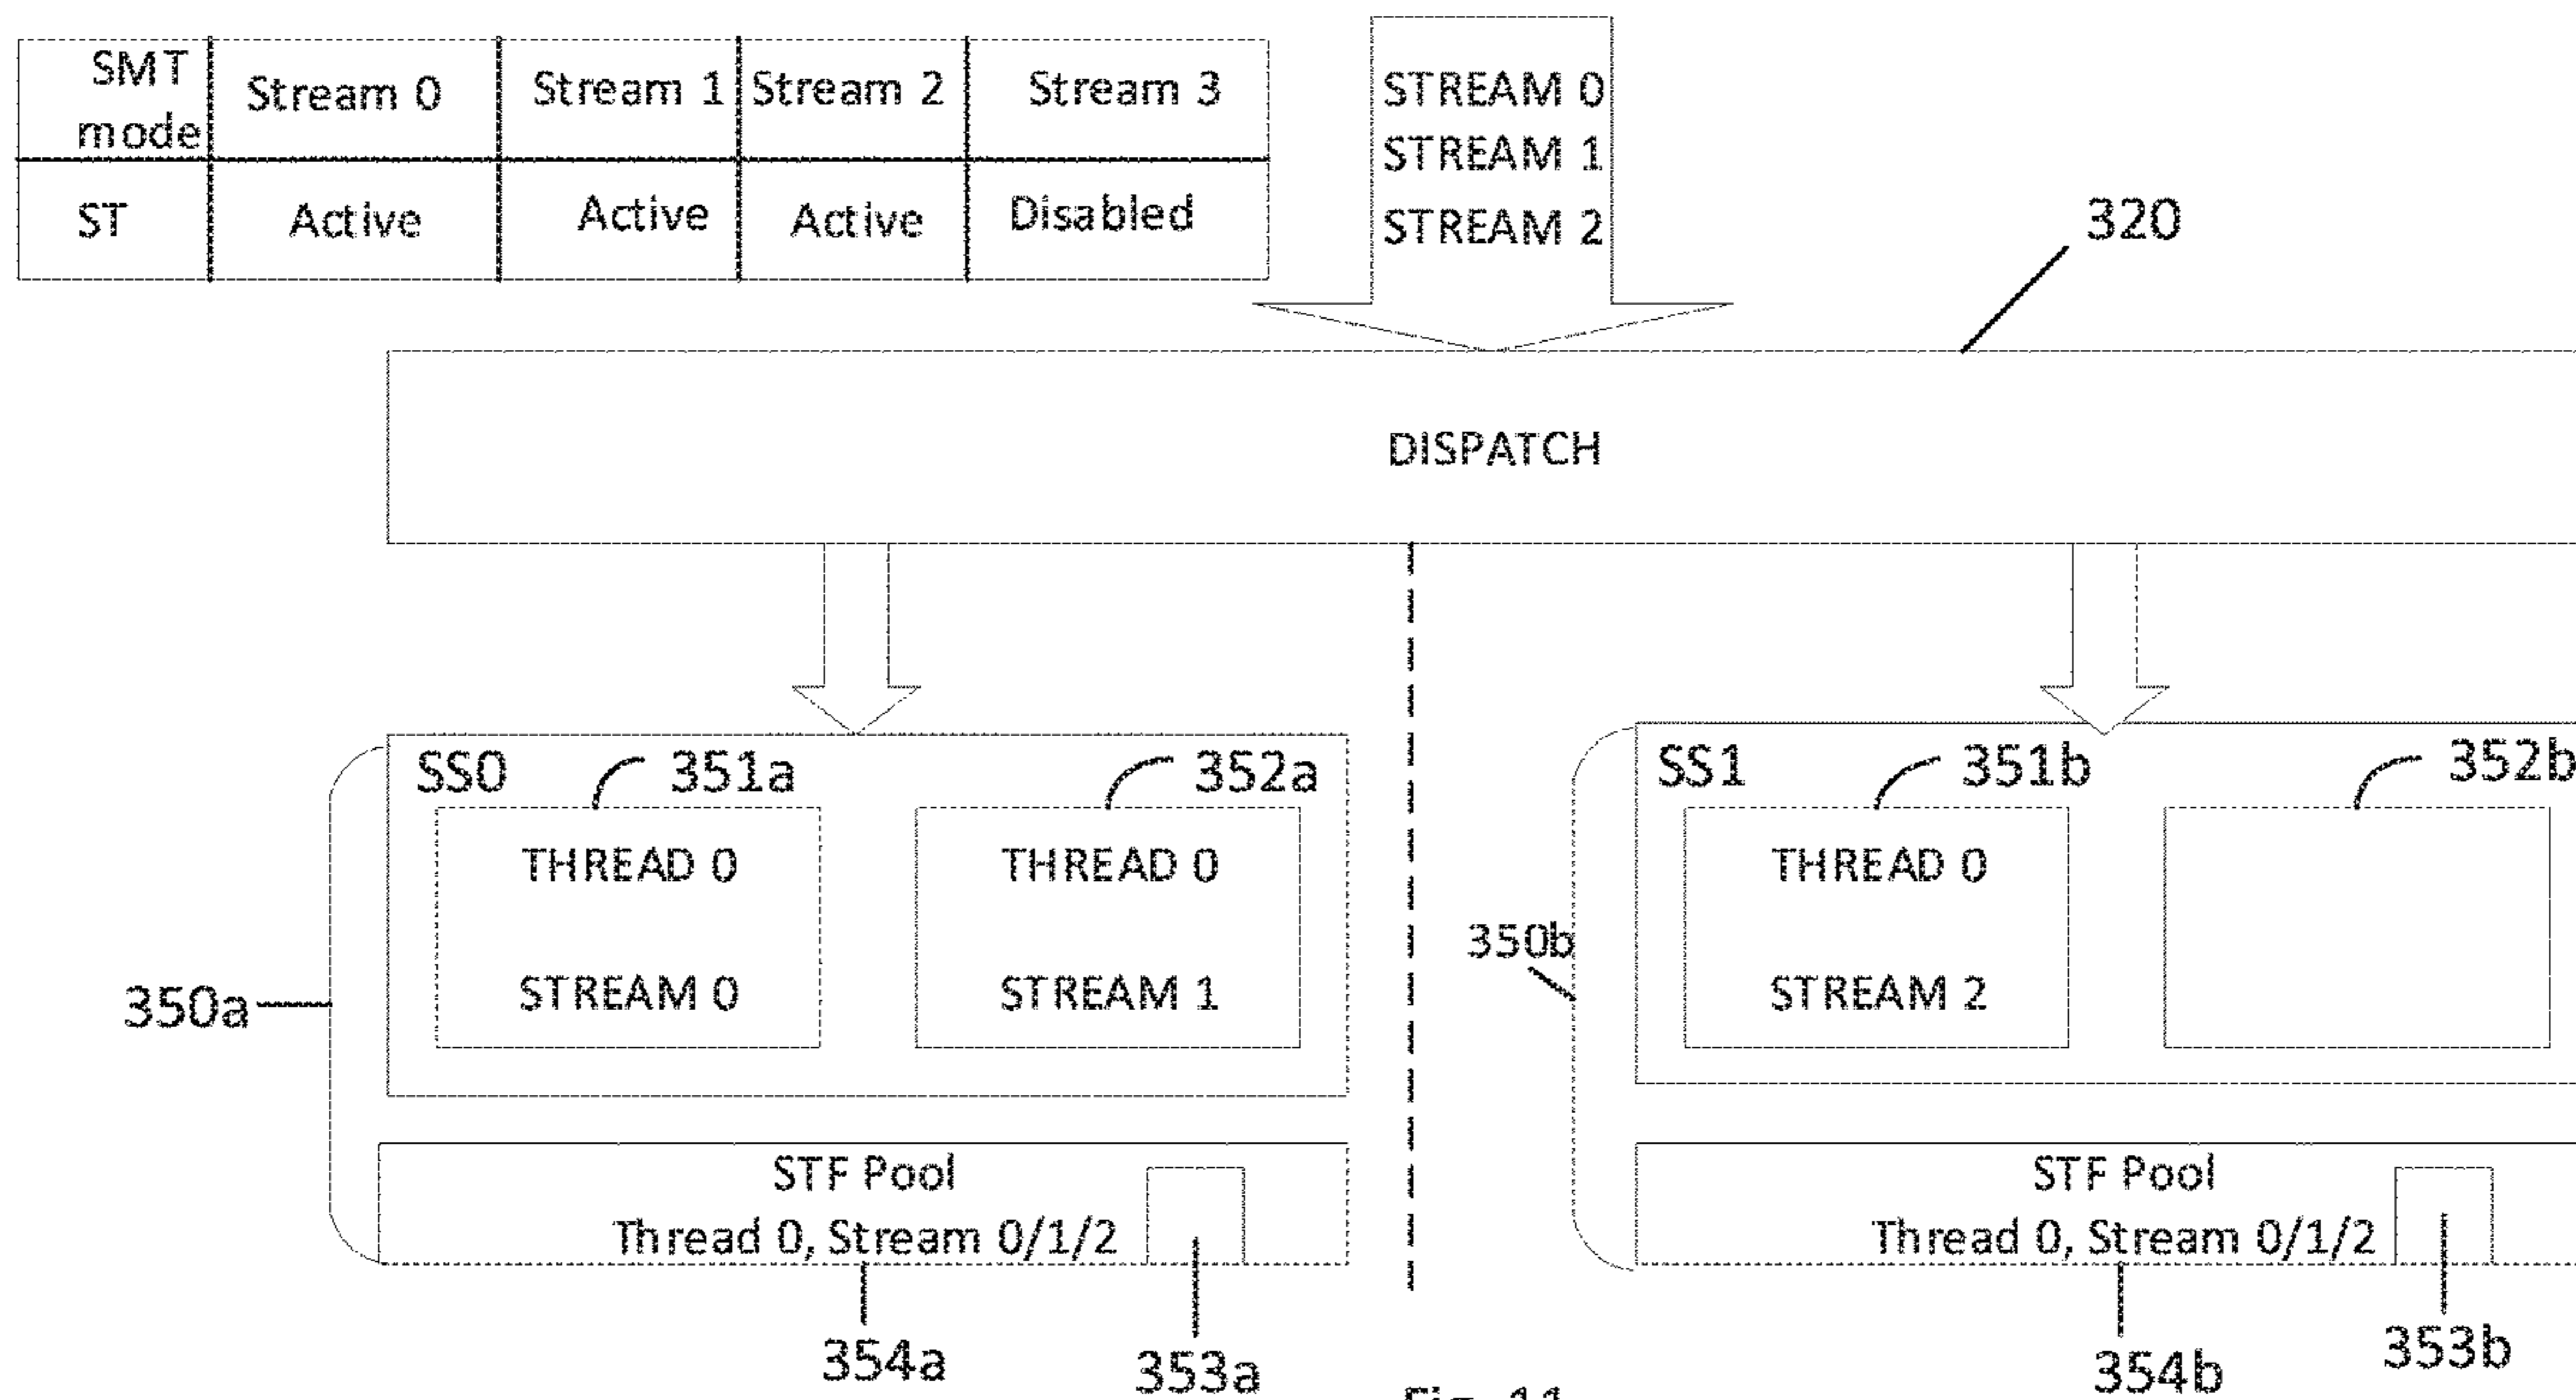 SMT mode Stream 0 Stream 1 Stream 2 Stream 3
ST Active Active Active Disabled
STREAM 0
STREAM 1
STREAM 2
320
DISPATCH
SS0 351a 352a
THREAD 0 THREAD 0
STREAM 0 STREAM 1
350a
SS1 351b 352b
THREAD 0
STREAM 2
350b
STF Pool
Thread 0, Stream 0/1/2
354a 353a
STF Pool
Thread 0, Stream 0/1/2
354b 353b